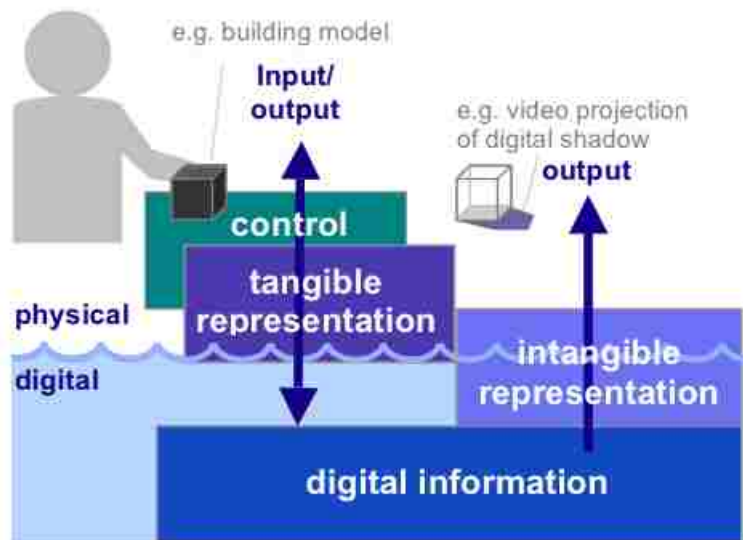 e.g. building model
Input/
output
e.g. video projection
of digital shadow
output
control
tangible
representation
physical
digital
intangible
representation
digital information